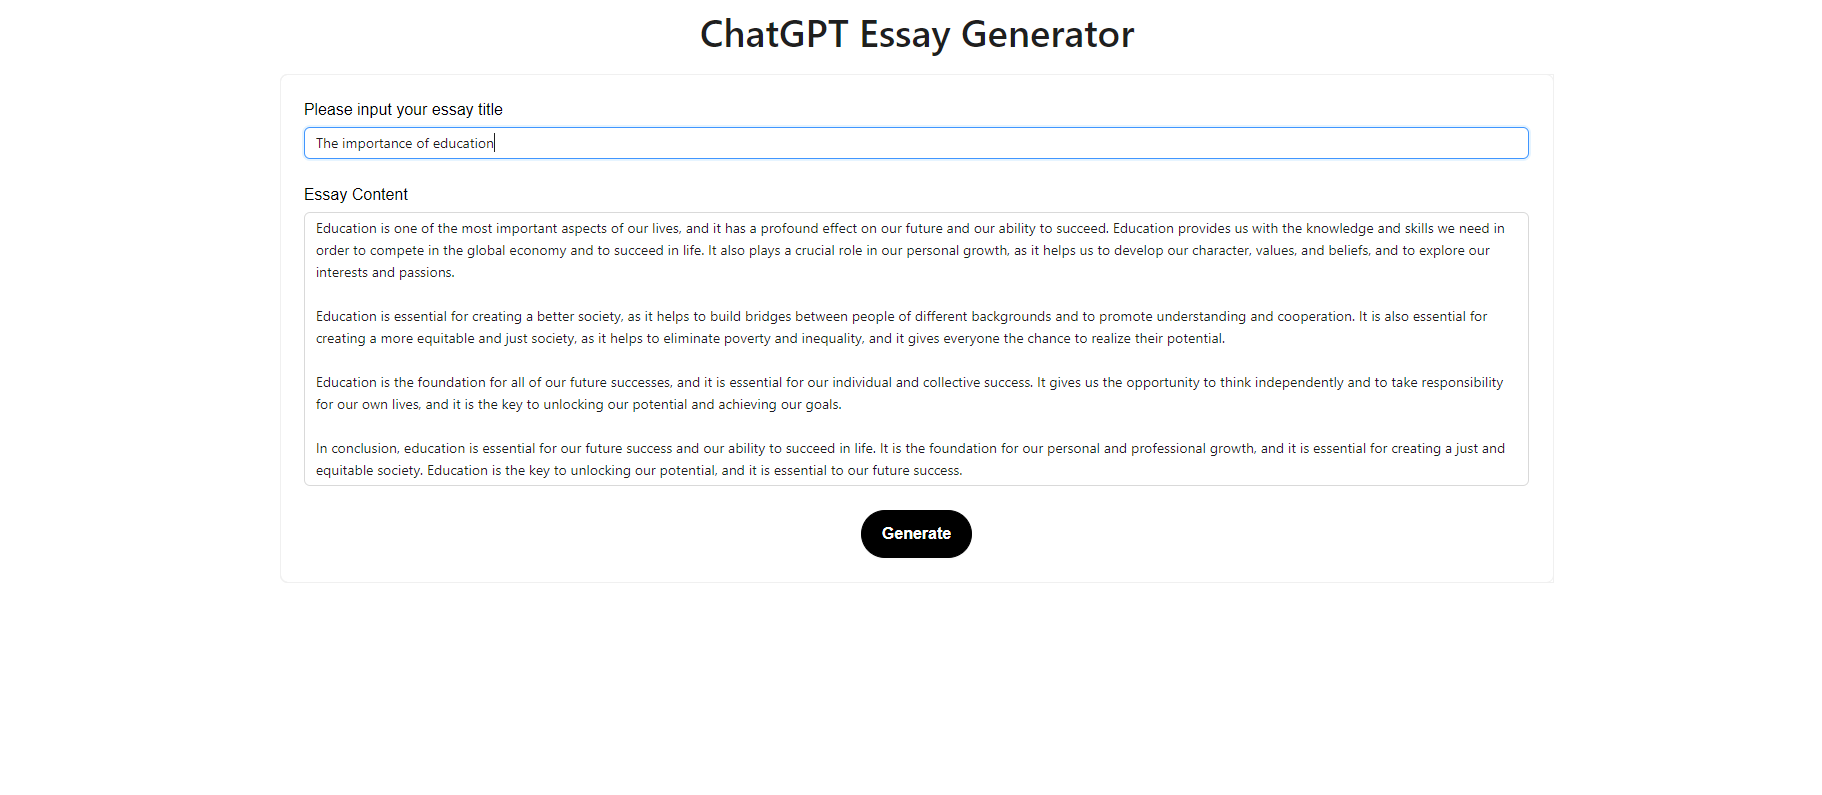 ChatGPT Essay Generator
Please input your essay title
The importance of education
Essay Content
Education is one of the most important aspects of our lives, and it has a profound effect on our future and our ability to succeed. Education provides us with the knowledge and skills we need in
order to compete in the global economy and to succeed in life. It also plays a crucial role in our personal growth, as it helps us to develop our character, values, and beliefs, and to explore our
interests and passions.
Education is essential for creating a better society, as it helps to build bridges between people of different backgrounds and to promote understanding and cooperation. It is also essential for
creating a more equitable and just society, as it helps to eliminate poverty and inequality, and it gives everyone the chance to realize their potential.
Education is the foundation for all of our future successes, and it is essential for our individual and collective success. It gives us the opportunity to think independently and to take responsibility
for our own lives, and it is the key to unlocking our potential and achieving our goals.
In conclusion, education is essential for our future success and our ability to succeed in life. It is the foundation for our personal and professional growth, and it is essential for creating a just and
equitable society. Education is the key to unlocking our potential, and it is essential to our future success.
Generate